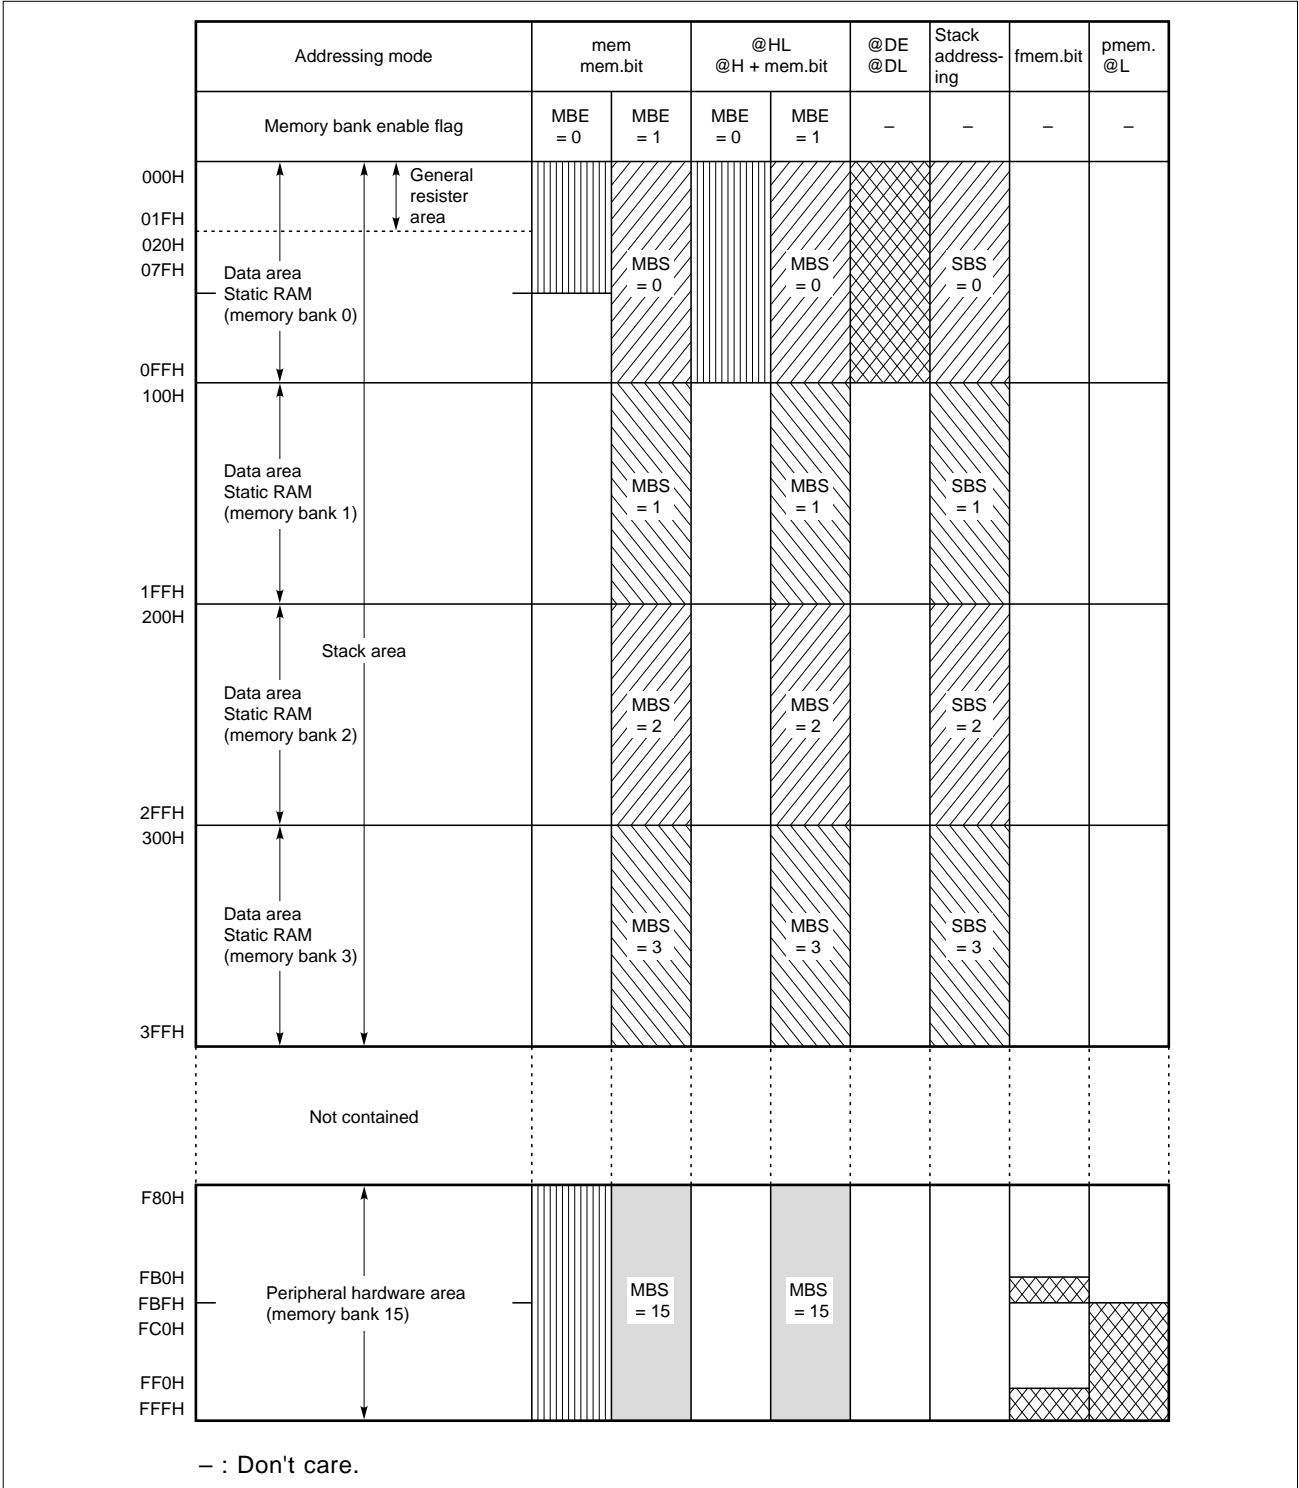 Addressing mode
mem
mem.bit
@HL
@H + mem.bit
@DE
@DL
Stack
address-
ing
fmem.bit
pmem.
@L
Memory bank enable flag
MBE
= 0
MBE
= 1
MBE
= 0
MBE
= 1
–
–
–
–
000H
01FH
020H
07FH
0FFH
General
resister
area
Data area
Static RAM
(memory bank 0)
MBS
= 0
MBS
= 0
SBS
= 0
100H
1FFH
Data area
Static RAM
(memory bank 1)
MBS
= 1
MBS
= 1
SBS
= 1
200H
2FFH
Stack area
Data area
Static RAM
(memory bank 2)
MBS
= 2
MBS
= 2
SBS
= 2
300H
3FFH
Data area
Static RAM
(memory bank 3)
MBS
= 3
MBS
= 3
SBS
= 3
Not contained
F80H
FB0H
FBFH
FC0H
FF0H
FFFH
Peripheral hardware area
(memory bank 15)
MBS
= 15
MBS
= 15
– : Don't care.